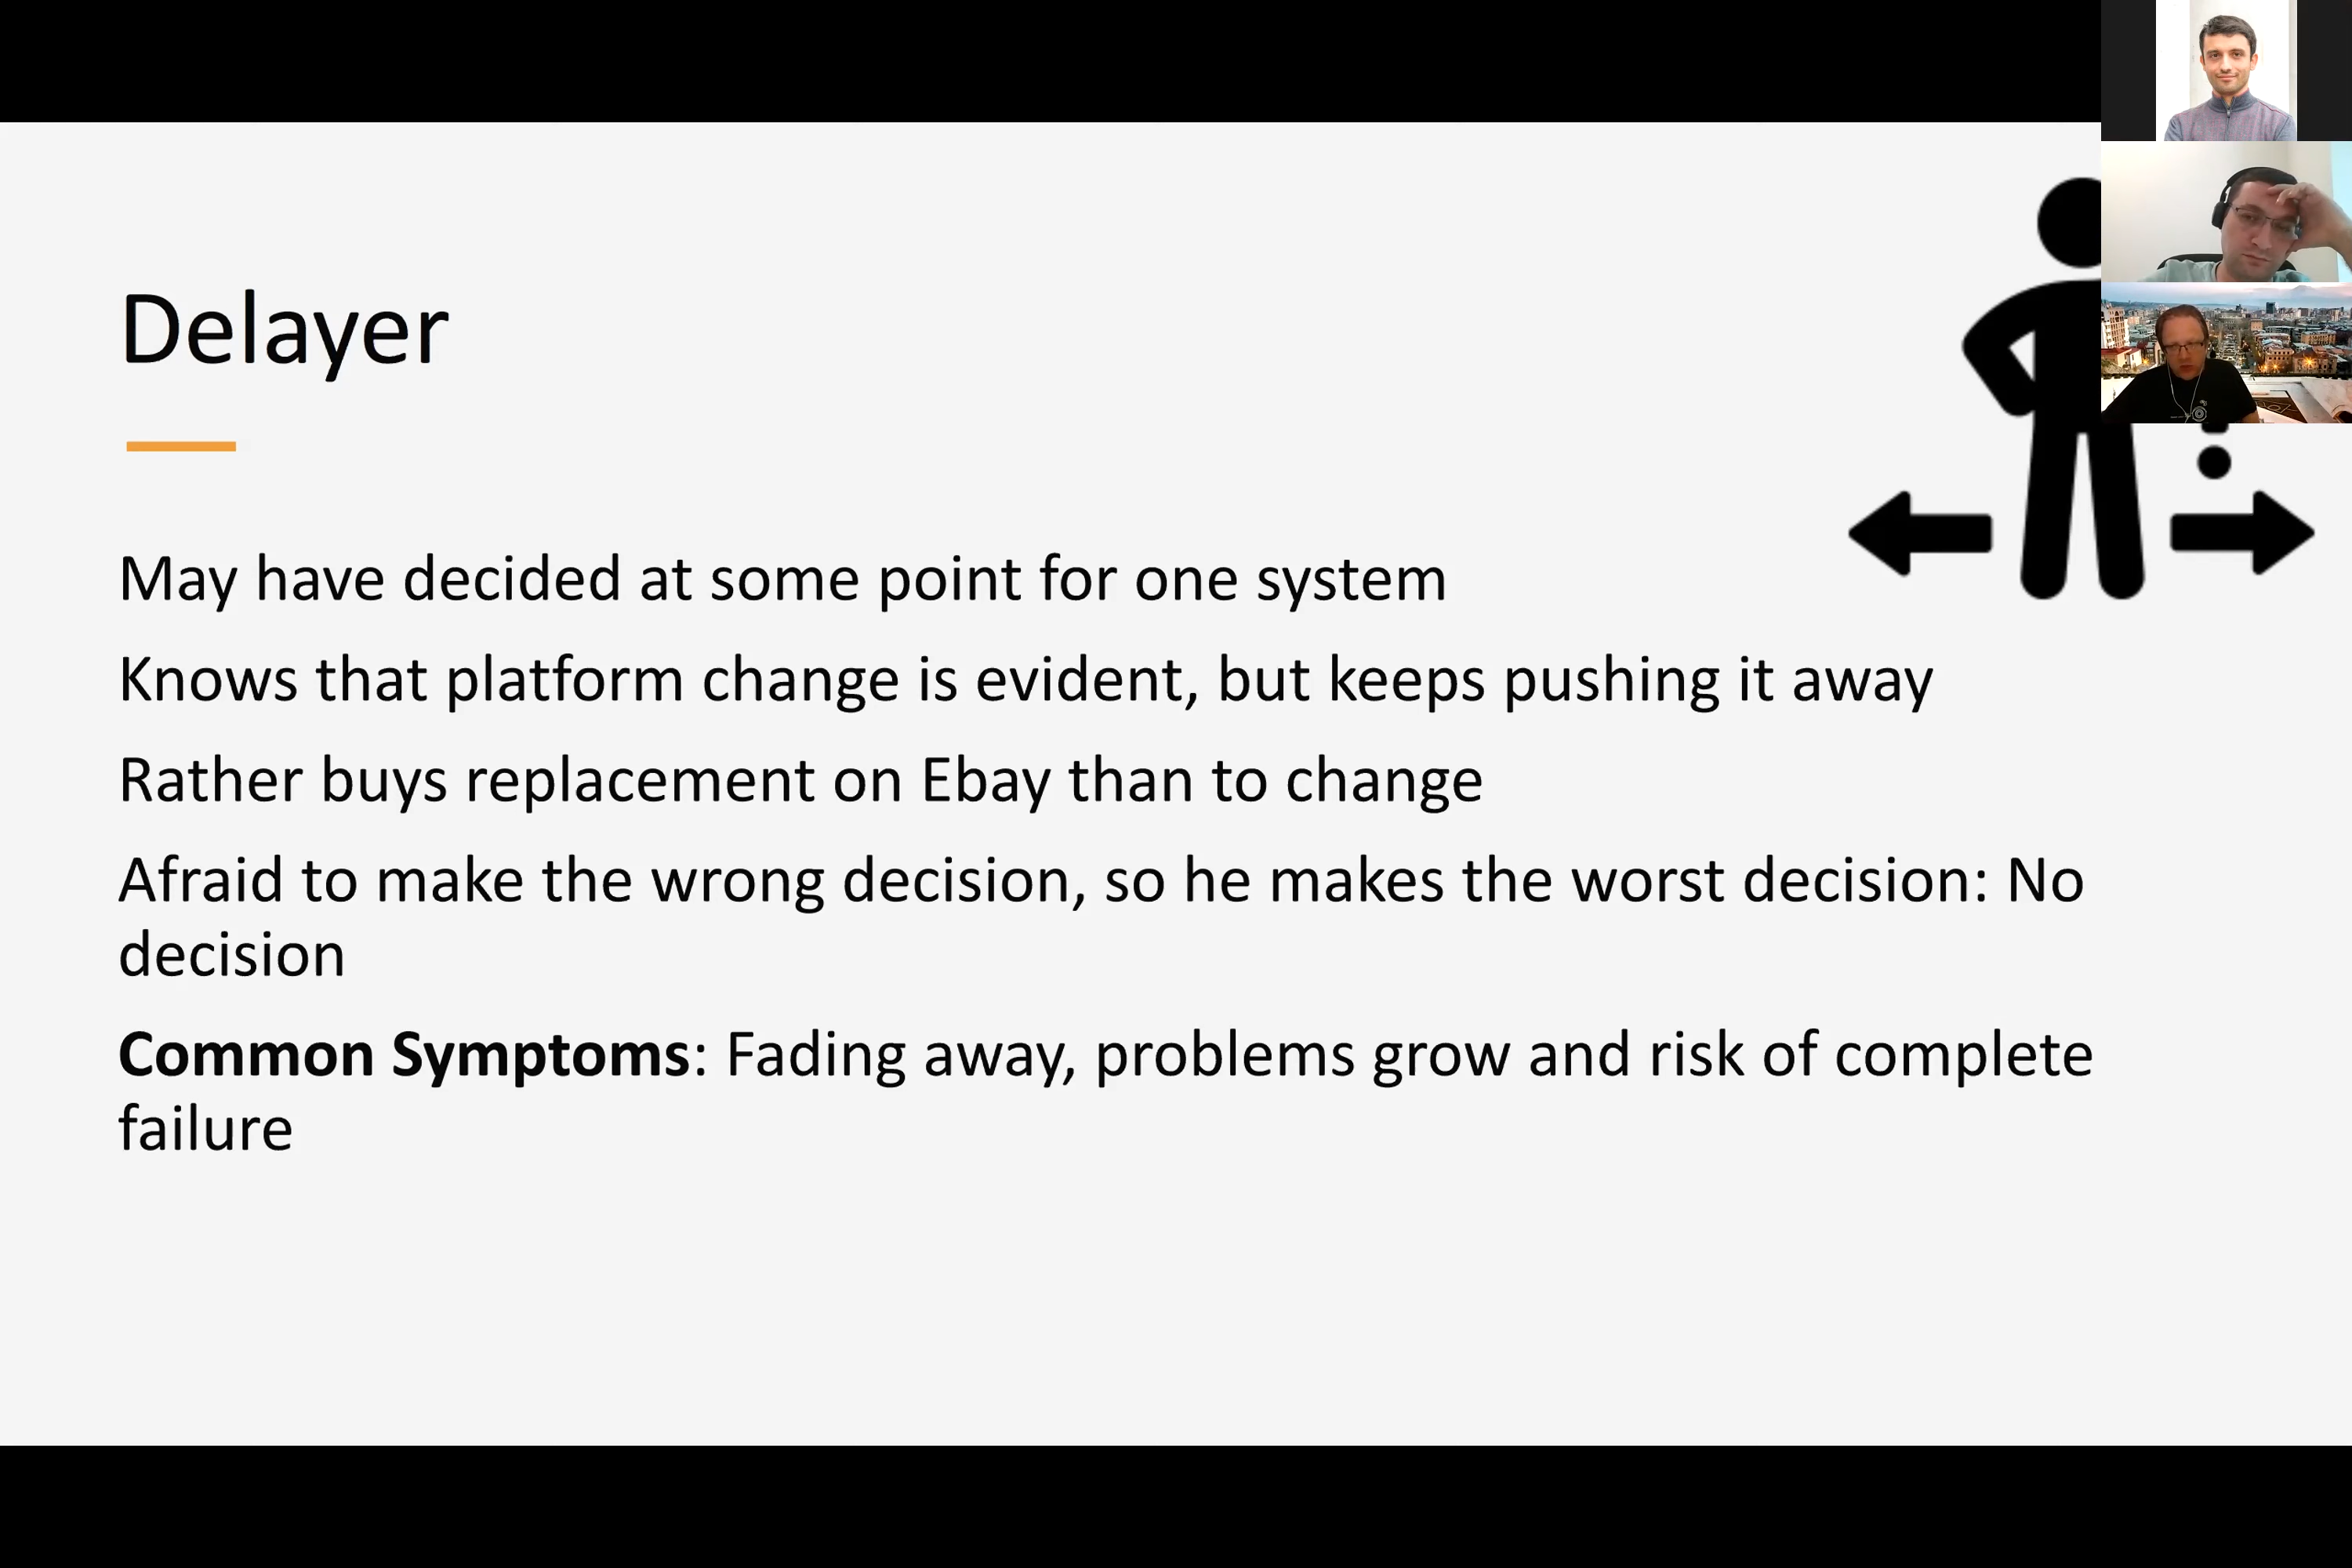 Delayer
May have decided at some point for one system
Knows that platform change is evident, but keeps pushing it away
Rather buys replacement on Ebay than to change
Afraid to make the wrong decision, so he makes the worst decision: No
decision
Common Symptoms: Fading away, problems grow and risk of complete
failure